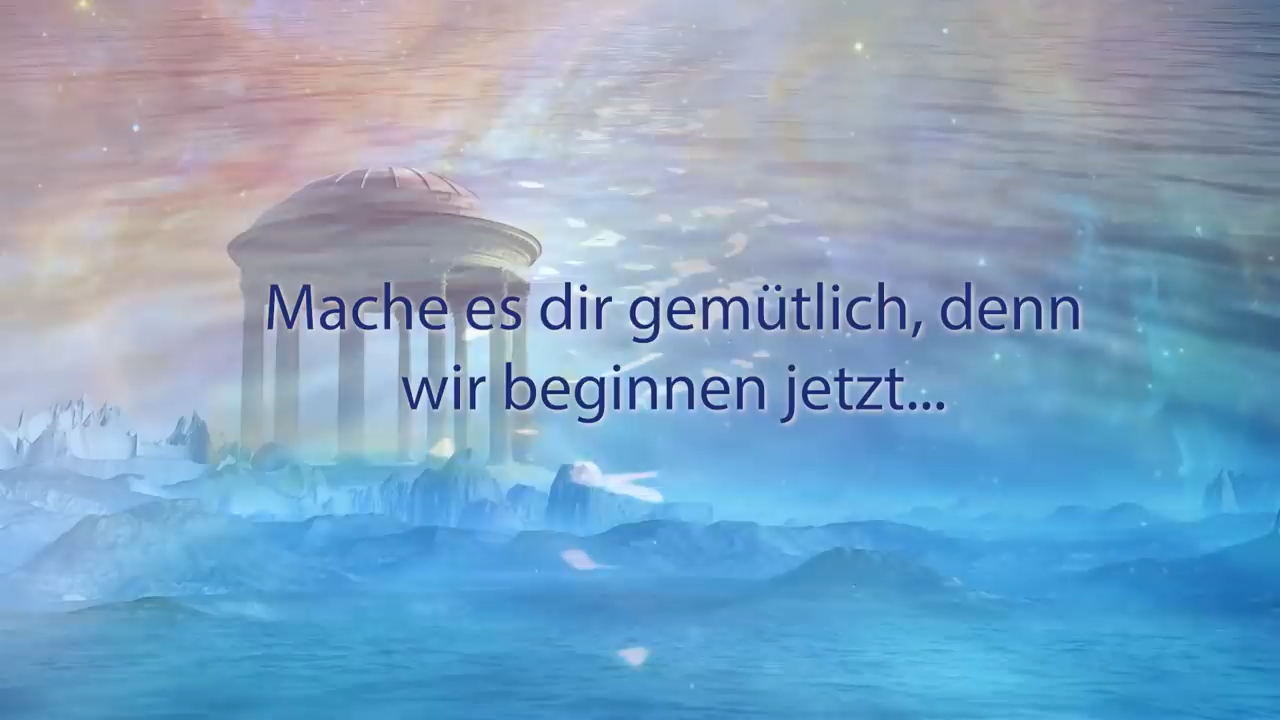 Mache es dir gemütlich, denn
wir beginnen jetzt...